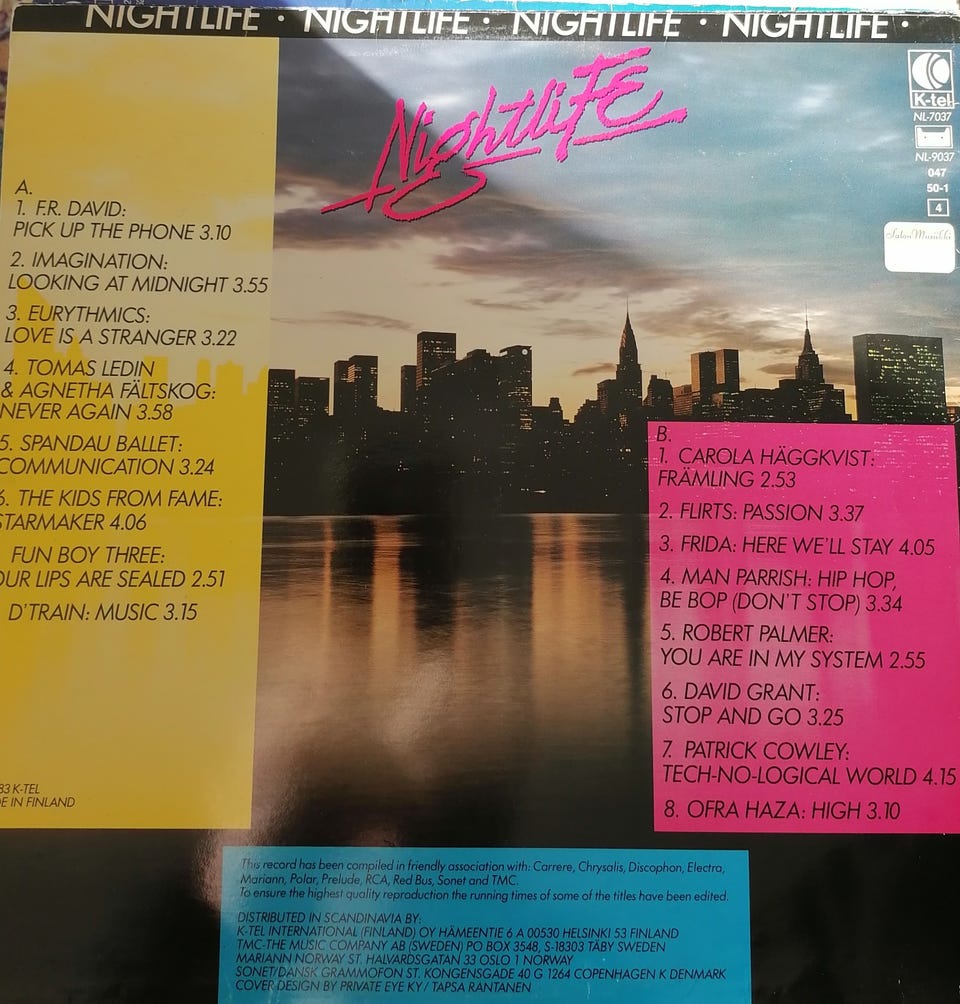 NIGHTLIFE · NIGHTLIFE · NIGHTLIFE · NIGHTLIFE ·
Nightlife
K-tel
NL-7037
NL-9037
047
50-1
4
A.
1. F.R. DAVID:
PICK UP THE PHONE 3.10
2. IMAGINATION:
LOOKING AT MIDNIGHT 3.55
3. EURYTHMICS:
LOVE IS A STRANGER 3.22
4. TOMAS LEDIN
& AGNETHA FÄLTSKOG:
NEVER AGAIN 3.58
5. SPANDAU BALLET:
COMMUNICATION 3.24
6. THE KIDS FROM FAME:
STARMAKER 4.06
FUN BOY THREE:
OUR LIPS ARE SEALED 2.51
D'TRAIN: MUSIC 3.15
83 K-TEL
DE IN FINLAND
B.
1. CAROLA HÄGGKVIST:
FRÄMLING 2.53
2. FLIRTS: PASSION 3.37
3. FRIDA: HERE WE'LL STAY 4.05
4. MAN PARRISH: HIP HOP,
BE BOP (DON'T STOP) 3.34
5. ROBERT PALMER:
YOU ARE IN MY SYSTEM 2.55
6. DAVID GRANT:
STOP AND GO 3.25
7. PATRICK COWLEY:
TECH-NO-LOGICAL WORLD 4.15
8. OFRA HAZA: HIGH 3.10
This record has been compiled in friendly association with: Carrere, Chrysalis, Discophon, Electra,
Mariann, Polar, Prelude, RCA, Red Bus, Sonet and TMC.
To ensure the highest quality reproduction the running times of some of the titles have been edited.
DISTRIBUTED IN SCANDINAVIA BY:
K-TEL INTERNATIONAL (FINLAND) OY HÄMEENTIE 6 A 00530 HELSINKI 53 FINLAND
TMC-THE MUSIC COMPANY AB (SWEDEN) PO BOX 3548, S-18303 TÄBY SWEDEN
MARIANN NORWAY ST. HALVARDSGATAN 33 OSLO 1 NORWAY
SONET/DANSK GRAMMOFON ST. KONGENSGADE 40 G 1264 COPENHAGEN K DENMARK
COVER DESIGN BY PRIVATE EYE KY / TAPSA RANTANEN